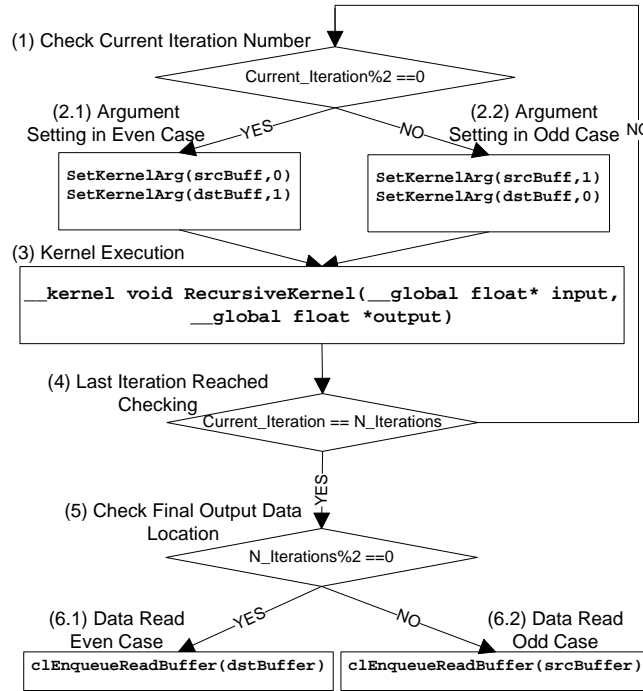 (1) Check Current Iteration Number
Current_Iteration%2 ==0
(2.1) Argument
Setting in Even Case
YES
NO
(2.2) Argument
Setting in Odd Case
NO
SetKernelArg(srcBuff,0)
SetKernelArg(dstBuff,1)
SetKernelArg(srcBuff,1)
SetKernelArg(dstBuff,0)
(3) Kernel Execution
__kernel void RecursiveKernel(__global float* input,
__global float *output)
(4) Last Iteration Reached
Checking
Current_Iteration == N_Iterations
YES
(5) Check Final Output Data
Location
N_Iterations%2 ==0
(6.1) Data Read
Even Case
YES
NO
(6.2) Data Read
Odd Case
clEnqueueReadBuffer(dstBuffer)
clEnqueueReadBuffer(srcBuffer)